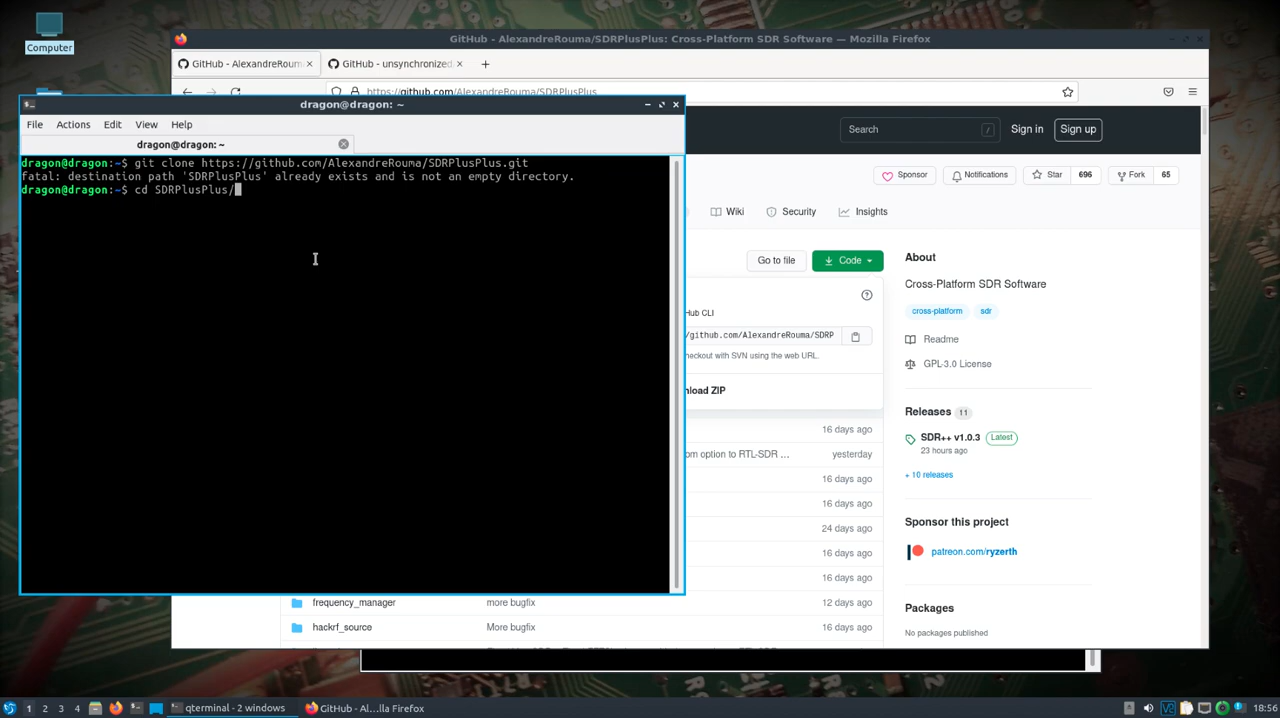 Computer
GitHub - AlexandreRouma/SDRPlusPlus: Cross-Platform SDR Software — Mozilla Firefox
GitHub - AlexandreRoum
GitHub - unsynchronized
https://github.com/AlexandreRouma/SDRPlusPlus
dragon@dragon: ~
File Actions Edit View Help
dragon@dragon: ~
dragon@dragon:~$ git clone https://github.com/AlexandreRouma/SDRPlusPlus.git
fatal: destination path 'SDRPlusPlus' already exists and is not an empty directory.
dragon@dragon:~$ cd SDRPlusPlus/
Search /
Sign in
Sign up
Sponsor
Notifications
Star 696
Fork 65
Wiki
Security
Insights
Go to file
Code
Hub CLI
/github.com/AlexandreRouma/SDRP
heckout with SVN using the web URL.
nload ZIP
16 days ago
om option to RTL-SDR ... yesterday
16 days ago
16 days ago
24 days ago
16 days ago
16 days ago
frequency_manager more bugfix 12 days ago
hackrf_source More bugfix 16 days ago
About
Cross-Platform SDR Software
cross-platform sdr
Readme
GPL-3.0 License
Releases 11
SDR++ v1.0.3 Latest
23 hours ago
+ 10 releases
Sponsor this project
patreon.com/ryzerth
Packages
No packages published
1 2 3 4
qterminal - 2 windows
GitHub - Al...lla Firefox
18:56